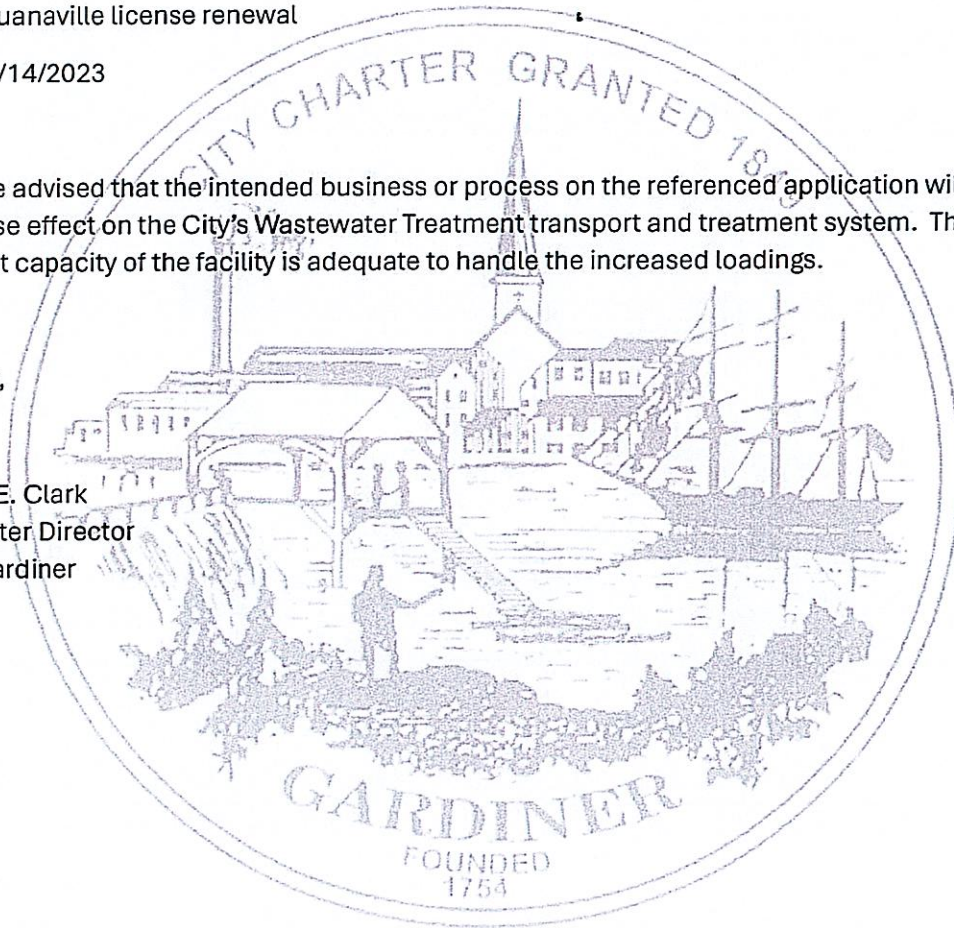 uanaville license renewal
/14/2023
CITY CHARTER GRANTED
e advised that the intended business or process on the referenced application wi
se effect on the City's Wastewater Treatment transport and treatment system. Th
t capacity of the facility is adequate to handle the increased loadings.
,
E. Clark
ter Director
ardiner
GARDINER
FOUNDED
1754